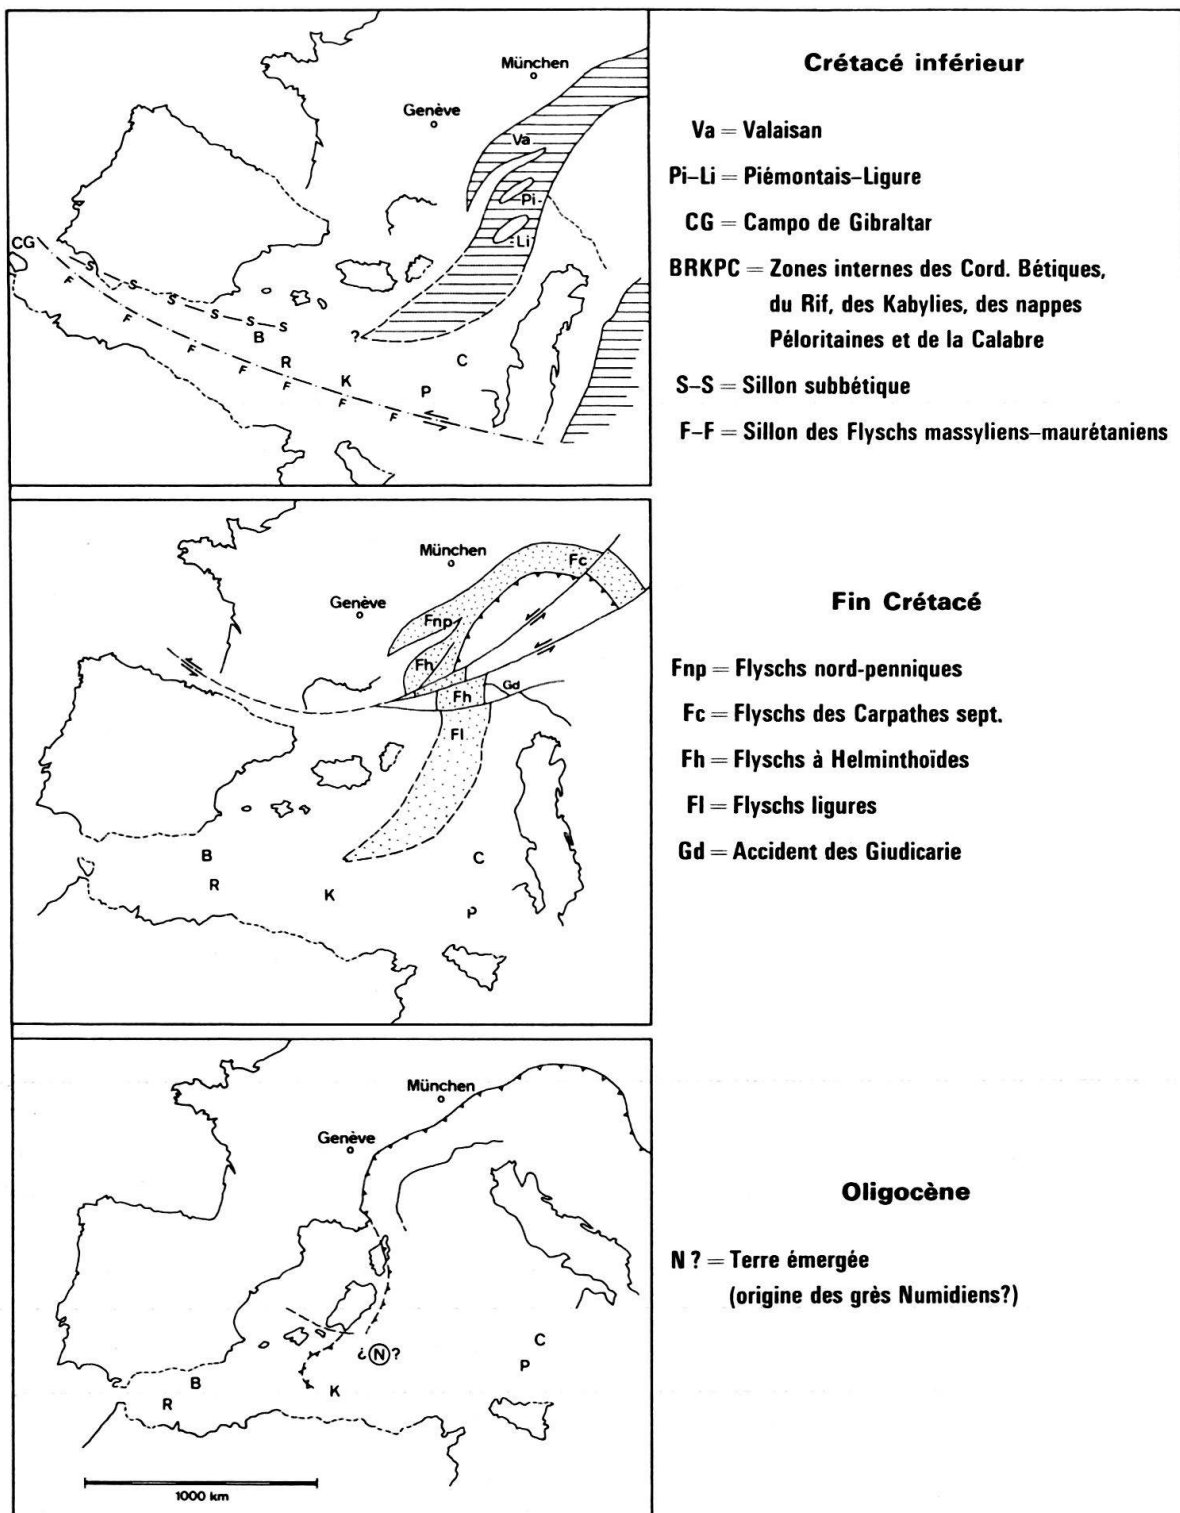 München
Genève
Va
Pi
Li
CG
S
S
S
S
S
S
F
F
F
F
F
F
F
B
R
K
?
C
P
Crétacé inférieur
Va = Valaisan
Pi–Li = Piémontais–Ligure
CG = Campo de Gibraltar
BRKPC = Zones internes des Cord. Bétiques,
du Rif, des Kabylies, des nappes
Péloritaines et de la Calabre
S–S = Sillon subbétique
F–F = Sillon des Flyschs massyliens–maurétaniens
München
Genève
Fc
Fnp
Fh
Fh
Gd
Fl
B
R
K
C
P
Fin Crétacé
Fnp = Flyschs nord-penniques
Fc = Flyschs des Carpathes sept.
Fh = Flyschs à Helminthoïdes
Fl = Flyschs ligures
Gd = Accident des Giudicarie
München
Genève
¿ N ?
B
R
K
C
P
1000 km
Oligocène
N ? = Terre émergée
(origine des grès Numidiens?)